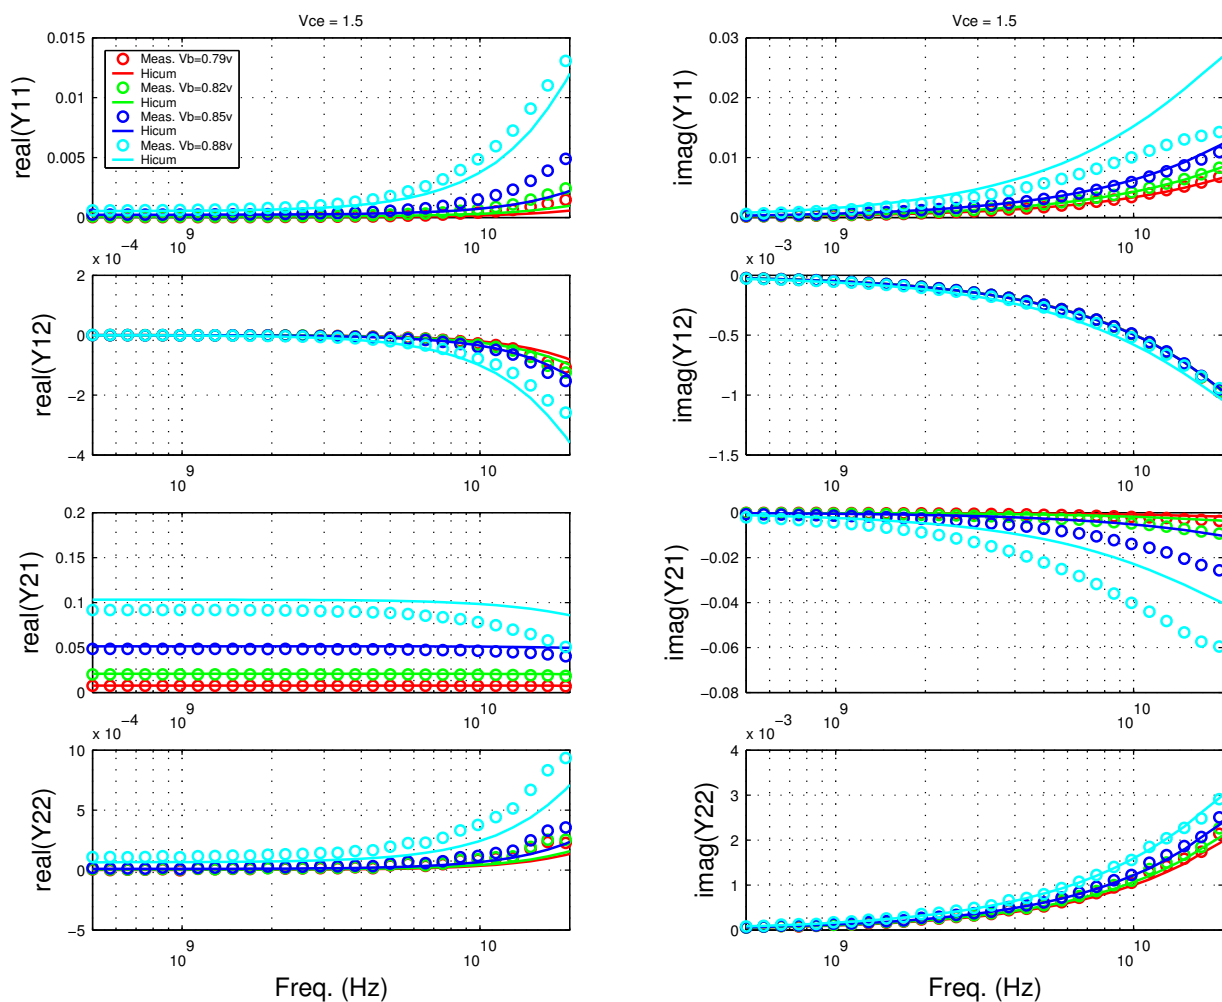 Vce = 1.5
0.015
0.01
0.005
0
real(Y11)
Meas. Vb=0.79v
Hicum
Meas. Vb=0.82v
Hicum
Meas. Vb=0.85v
Hicum
Meas. Vb=0.88v
Hicum
10^9
10^10
Vce = 1.5
0.03
0.02
0.01
0
imag(Y11)
10^9
10^10
x 10^−4
2
0
−2
−4
real(Y12)
10^9
10^10
x 10^−3
0
−0.5
−1
−1.5
imag(Y12)
10^9
10^10
0.2
0.15
0.1
0.05
0
real(Y21)
10^9
10^10
0
−0.02
−0.04
−0.06
−0.08
imag(Y21)
10^9
10^10
x 10^−4
10
5
0
−5
real(Y22)
10^9
10^10
Freq. (Hz)
x 10^−3
4
3
2
1
0
imag(Y22)
10^9
10^10
Freq. (Hz)